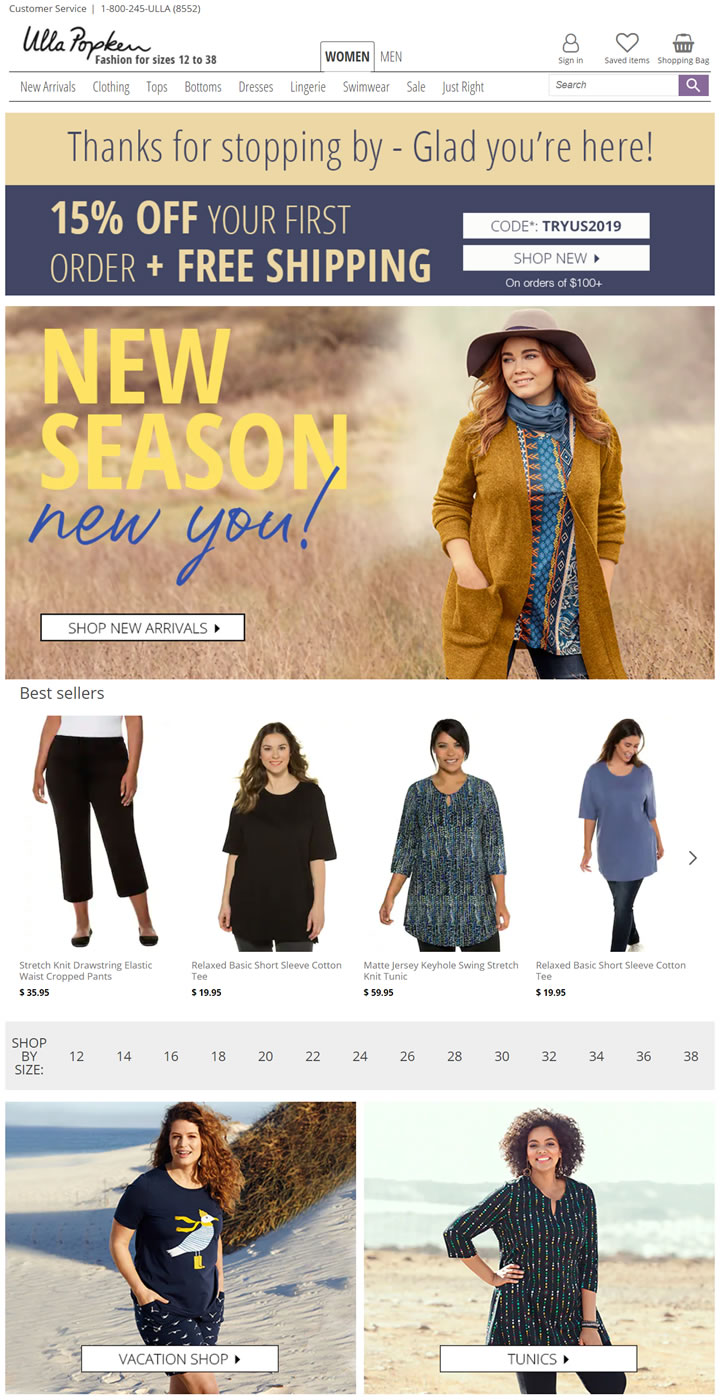 Customer Service | 1-800-245-ULLA (8552)
Ulla Popken
Fashion for sizes 12 to 38
WOMEN MEN
Sign in Saved items Shopping Bag
New Arrivals Clothing Tops Bottoms Dresses Lingerie Swimwear Sale Just Right Search
Thanks for stopping by - Glad you're here!
15% OFF YOUR FIRST
ORDER + FREE SHIPPING
CODE*: TRYUS2019
SHOP NEW
On orders of $100+
NEW
SEASON
new you!
SHOP NEW ARRIVALS
Best sellers
Stretch Knit Drawstring Elastic
Waist Cropped Pants
$ 35.95
Relaxed Basic Short Sleeve Cotton
Tee
$ 19.95
Matte Jersey Keyhole Swing Stretch
Knit Tunic
$ 59.95
Relaxed Basic Short Sleeve Cotton
Tee
$ 19.95
SHOP
BY
SIZE:
12 14 16 18 20 22 24 26 28 30 32 34 36 38
VACATION SHOP
TUNICS